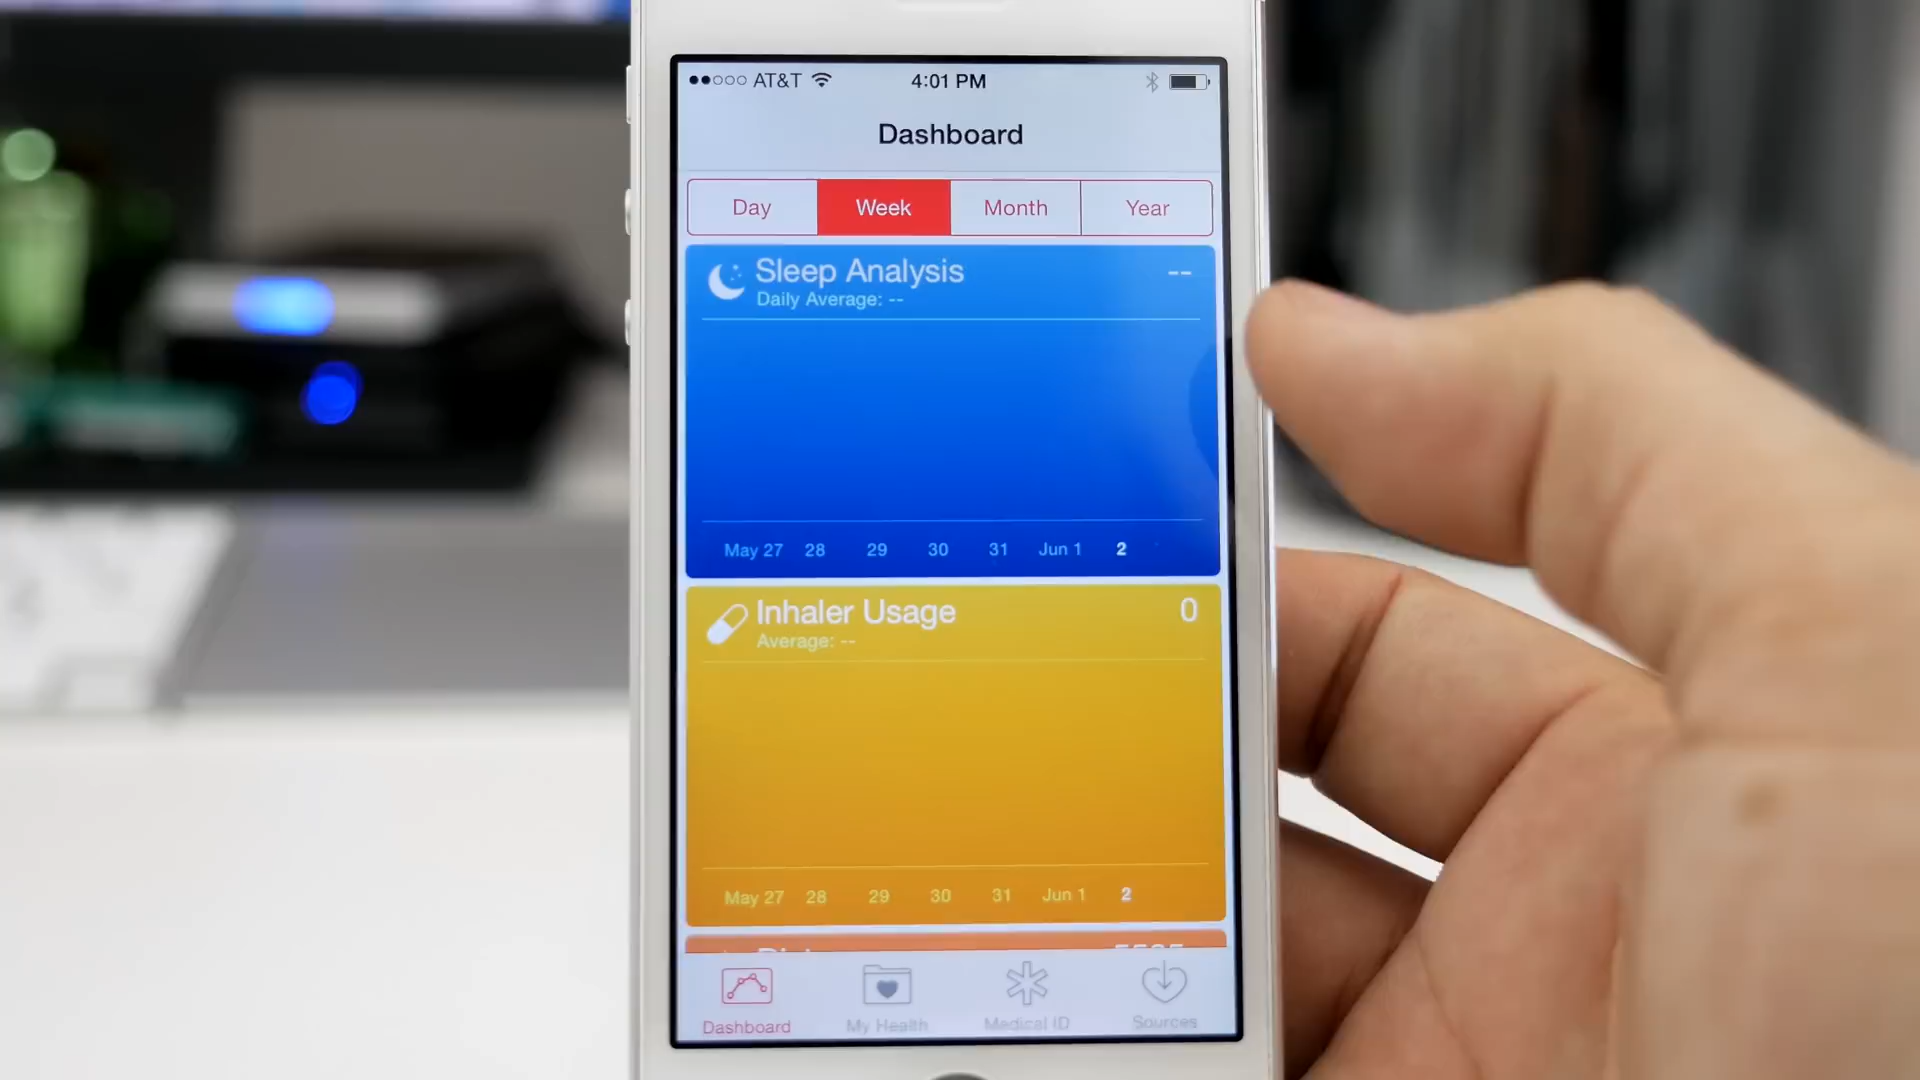 AT&T 4:01 PM
Dashboard
Day Week Month Year
Sleep Analysis --
Daily Average: --
May 27 28 29 30 31 Jun 1 2
Inhaler Usage 0
Average: --
May 27 28 29 30 31 Jun 1 2
Dashboard My Health Medical ID Sources